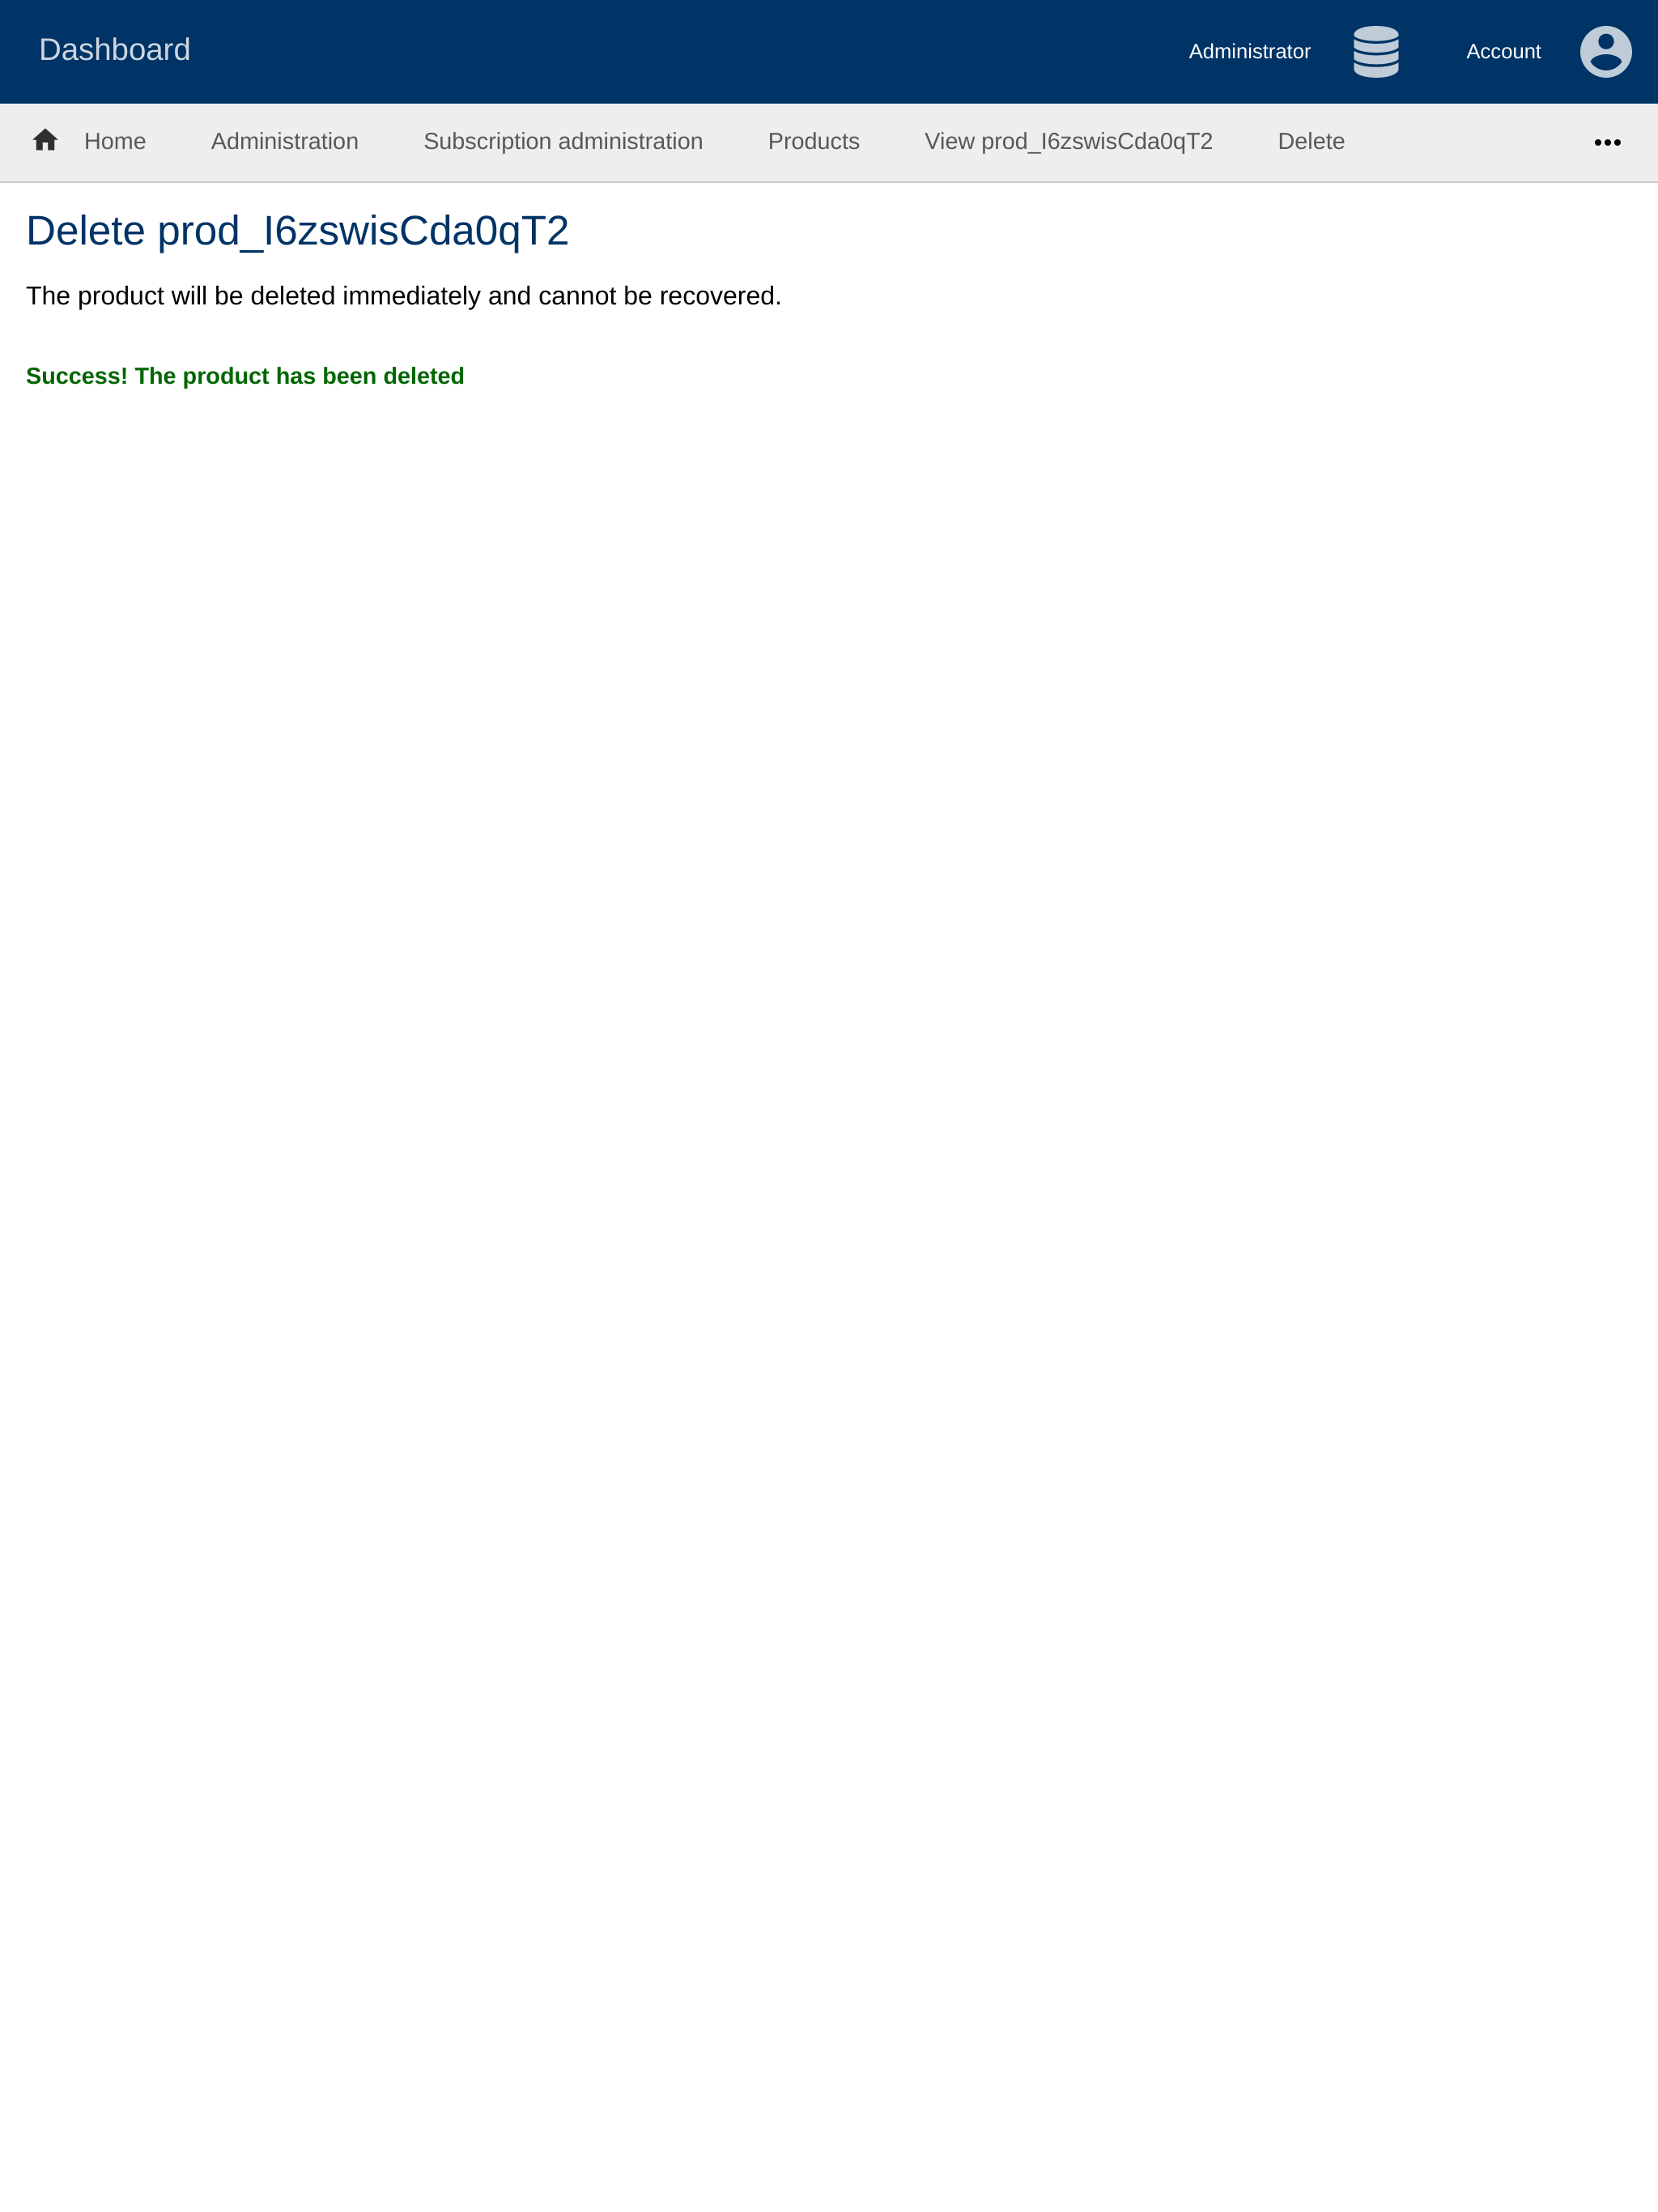 Dashboard
Administrator
Account
Home
Administration
Subscription administration
Products
View prod_I6zswisCda0qT2
Delete
Delete prod_I6zswisCda0qT2
The product will be deleted immediately and cannot be recovered.
Success! The product has been deleted